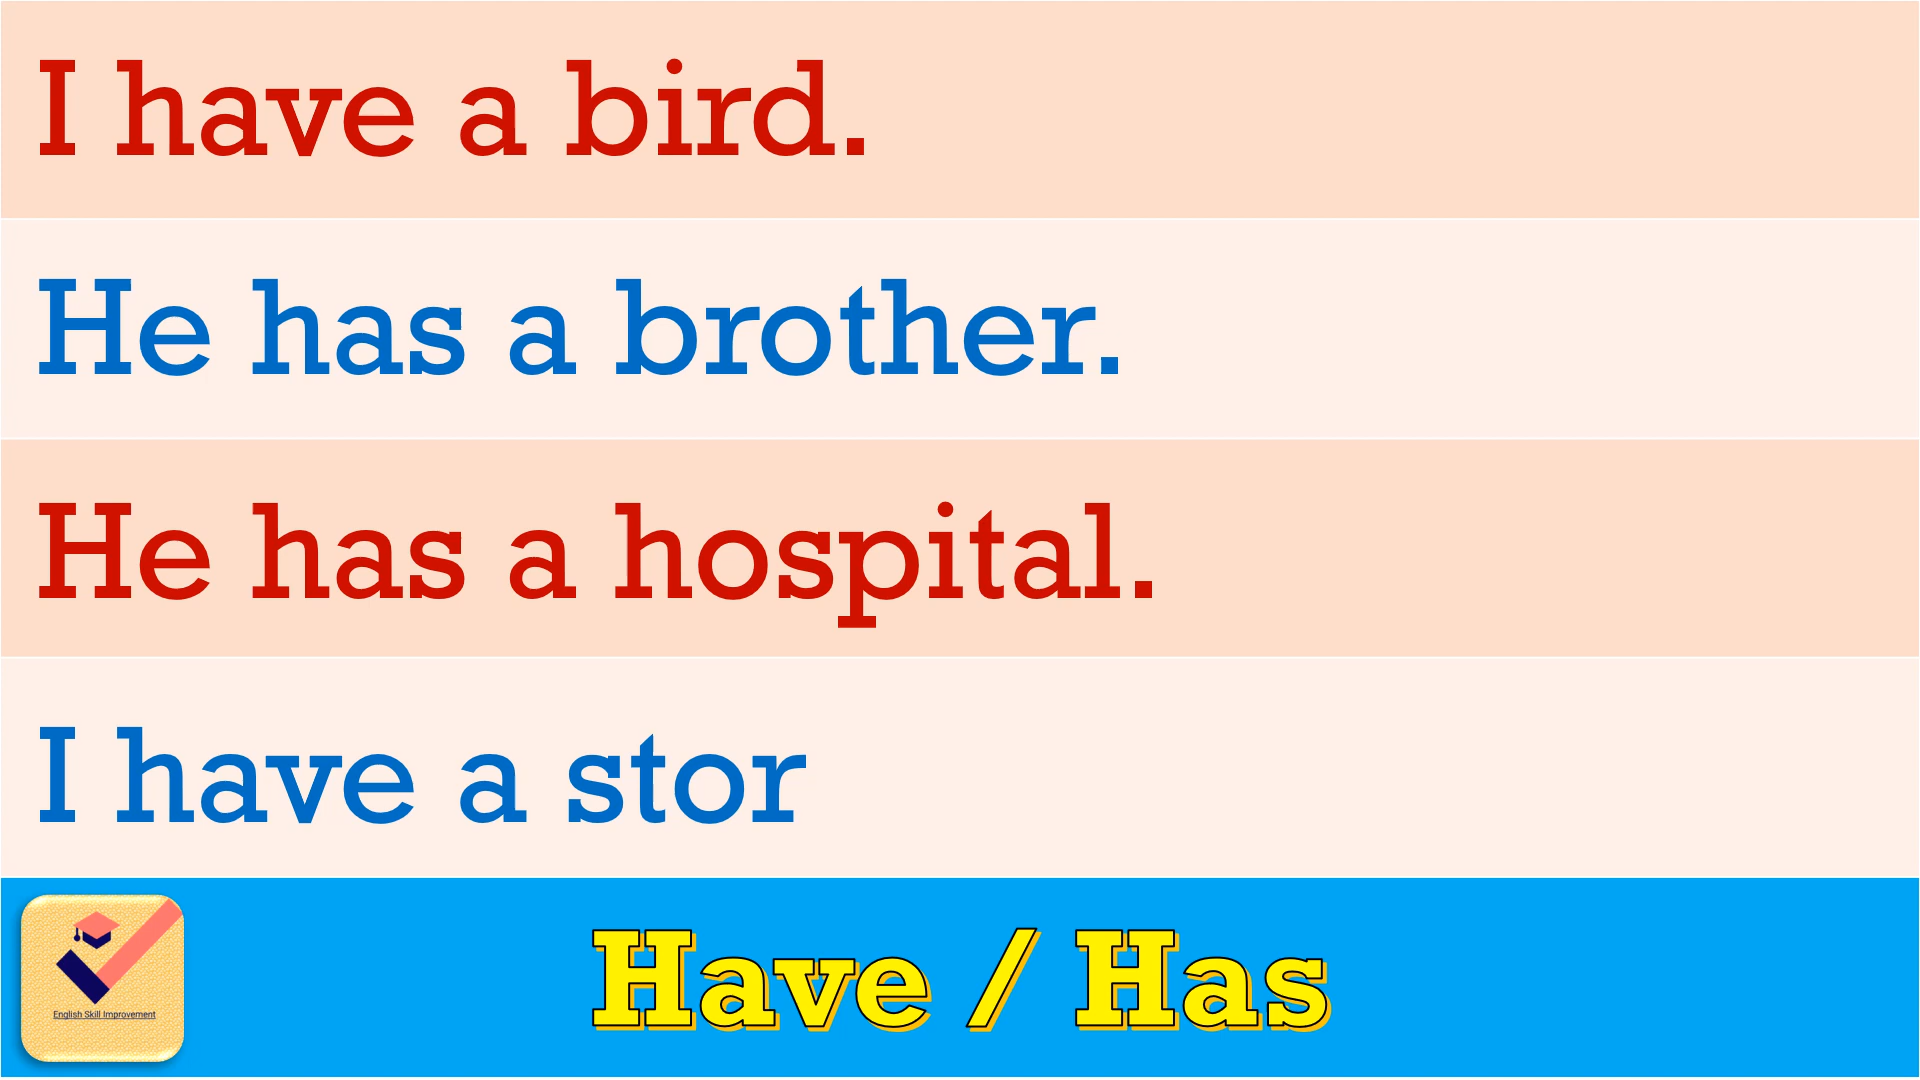 I have a bird.
He has a brother.
He has a hospital.
I have a stor
English Skill Improvement
Have / Has